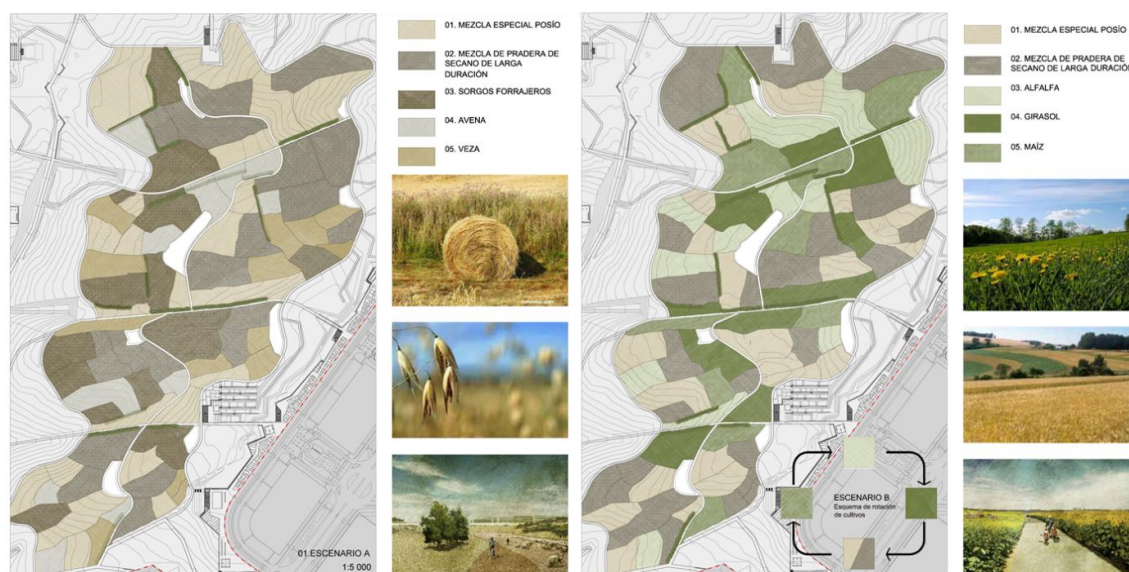 01. MEZCLA ESPECIAL POSÍO
02. MEZCLA DE PRADERA DE
SECANO DE LARGA
DURACIÓN
03. SORGOS FORRAJEROS
04. AVENA
05. VEZA
01.ESCENARIO A
1:5 000
01. MEZCLA ESPECIAL POSÍO
02. MEZCLA DE PRADERA DE
SECANO DE LARGA DURACIÓN
03. ALFALFA
04. GIRASOL
05. MAÍZ
ESCENARIO B
Esquema de rotación
de cultivos